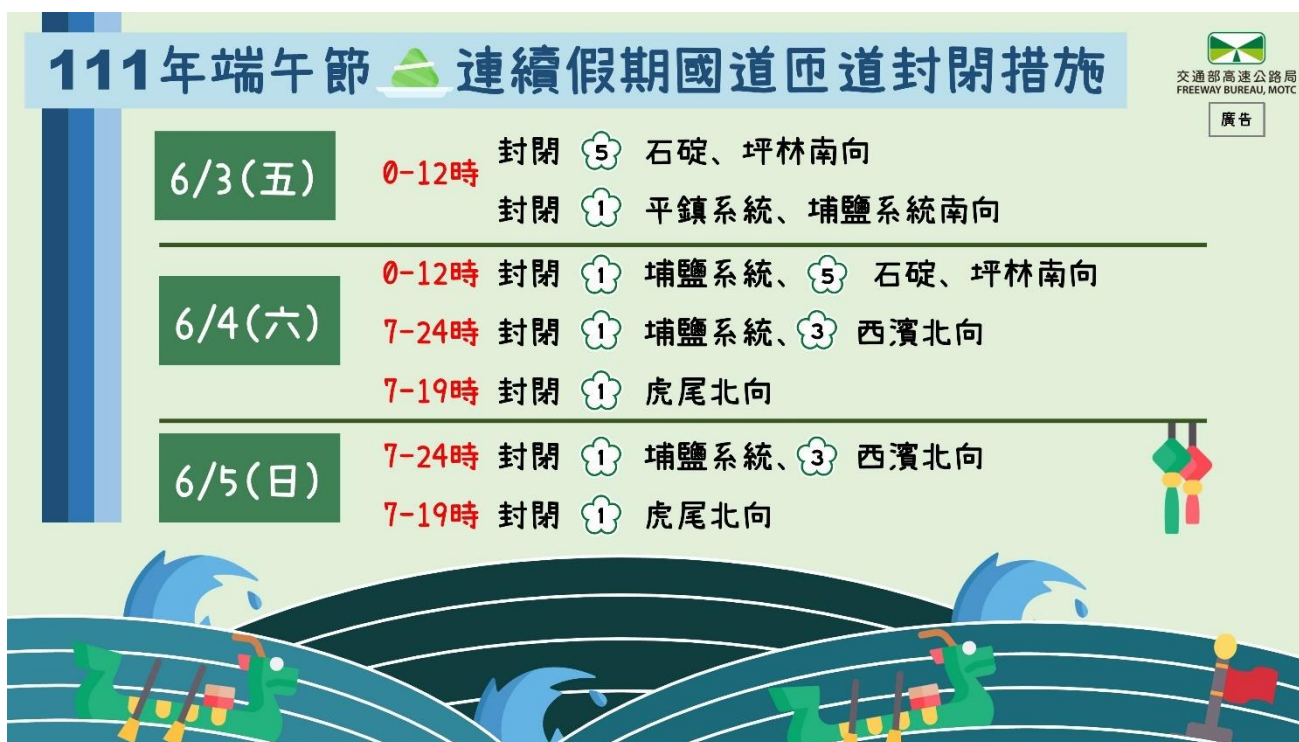 111年端午節連續假期國道匝道封閉措施
交通部高速公路局
FREEWAY BUREAU, MOTC
廣告
6/3(五)
0-12時 封閉 5 石碇、坪林南向
封閉 1 平鎮系統、埔鹽系統南向
6/4(六)
0-12時 封閉 1 埔鹽系統、5 石碇、坪林南向
7-24時 封閉 1 埔鹽系統、3 西濱北向
7-19時 封閉 1 虎尾北向
6/5(日)
7-24時 封閉 1 埔鹽系統、3 西濱北向
7-19時 封閉 1 虎尾北向